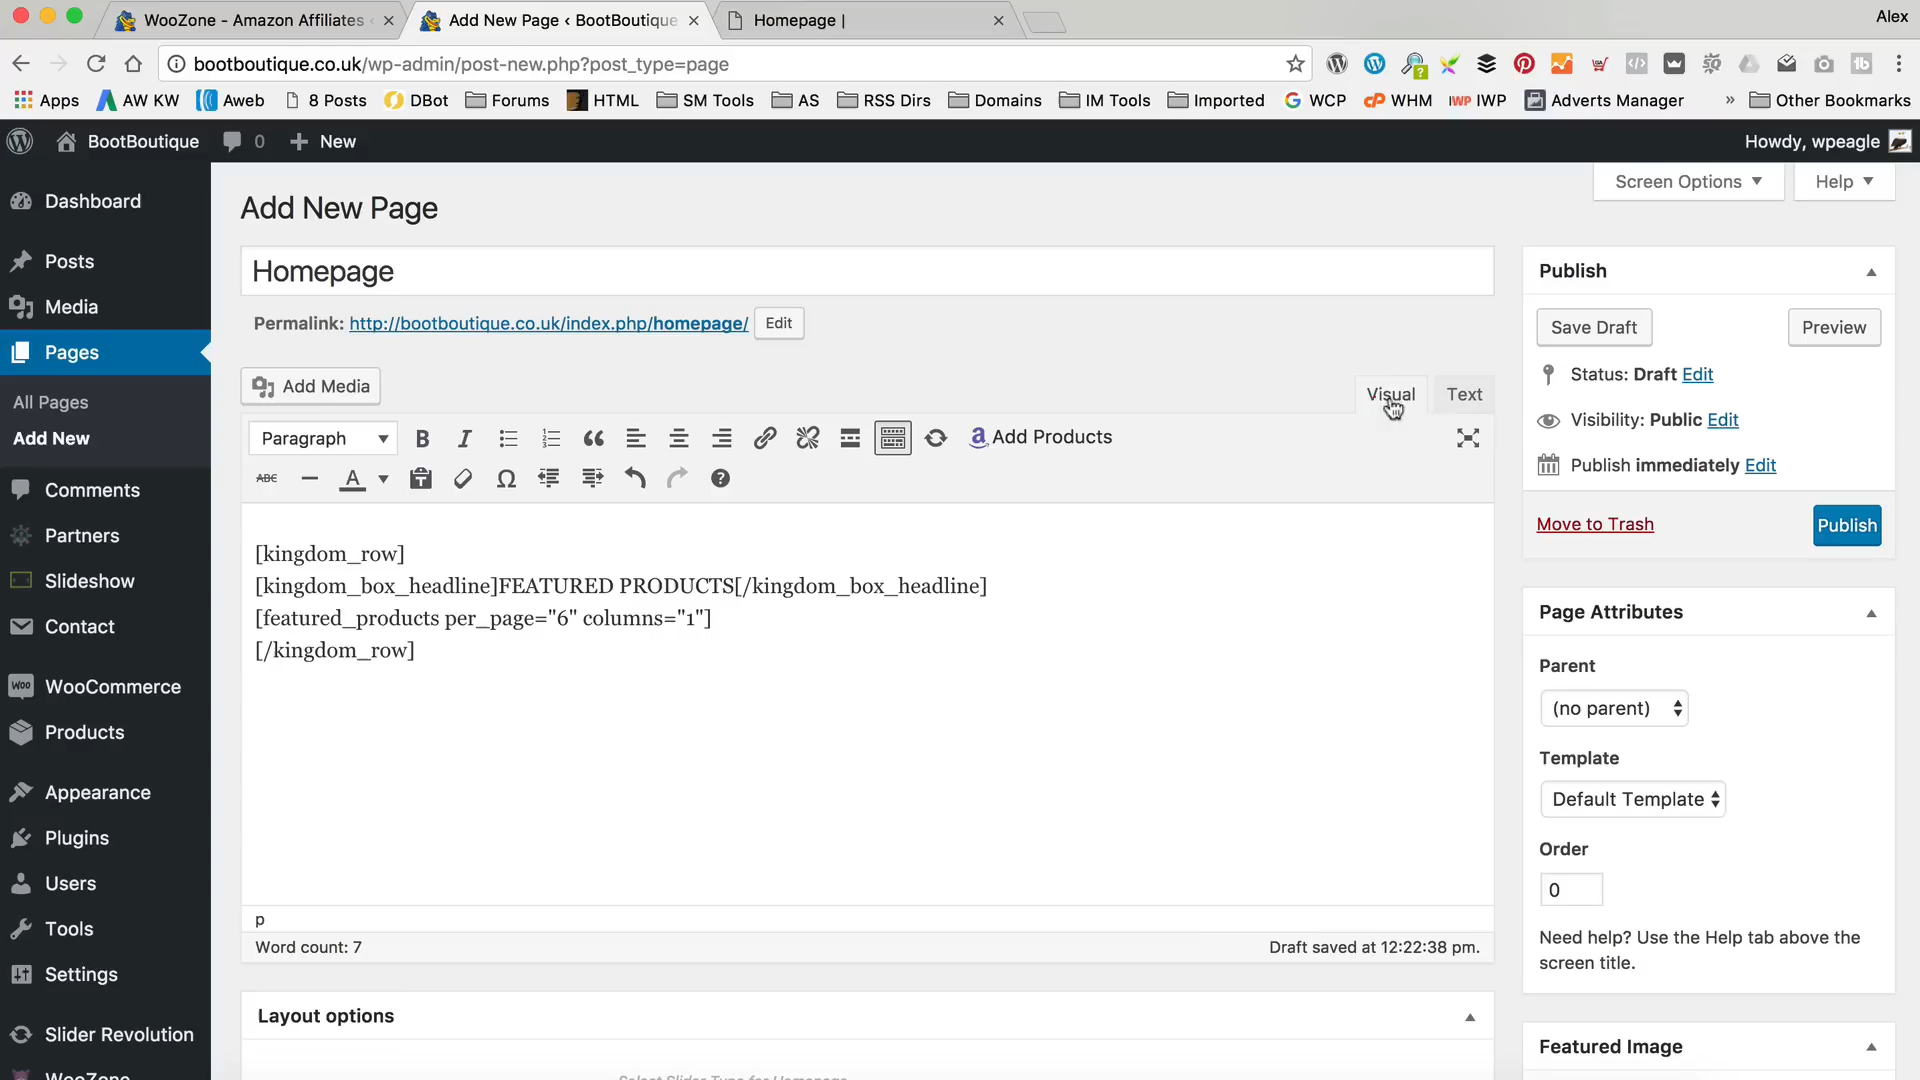 WooZone - Amazon Affiliates
Add New Page ‹ BootBoutique
Homepage |
Alex
bootboutique.co.uk/wp-admin/post-new.php?post_type=page
Apps
AW KW
Aweb
8 Posts
DBot
Forums
HTML
SM Tools
AS
RSS Dirs
Domains
IM Tools
Imported
WCP
WHM
IWP
Adverts Manager
»
Other Bookmarks
BootBoutique
0
New
Howdy, wpeagle
Screen Options
Help
Dashboard
Posts
Media
Pages
All Pages
Add New
Comments
Partners
Slideshow
Contact
WooCommerce
Products
Appearance
Plugins
Users
Tools
Settings
Slider Revolution
WooZone
Add New Page
Homepage
Permalink: http://bootboutique.co.uk/index.php/homepage/ Edit
Add Media
Visual
Text
Paragraph
Add Products
[kingdom_row]
[kingdom_box_headline]FEATURED PRODUCTS[/kingdom_box_headline]
[featured_products per_page="6" columns="1"]
[/kingdom_row]
p
Word count: 7
Draft saved at 12:22:38 pm.
Layout options
Select Slider Type for Homepage
Publish
Save Draft
Preview
Status: Draft Edit
Visibility: Public Edit
Publish immediately Edit
Move to Trash
Publish
Page Attributes
Parent
(no parent)
Template
Default Template
Order
0
Need help? Use the Help tab above the
screen title.
Featured Image